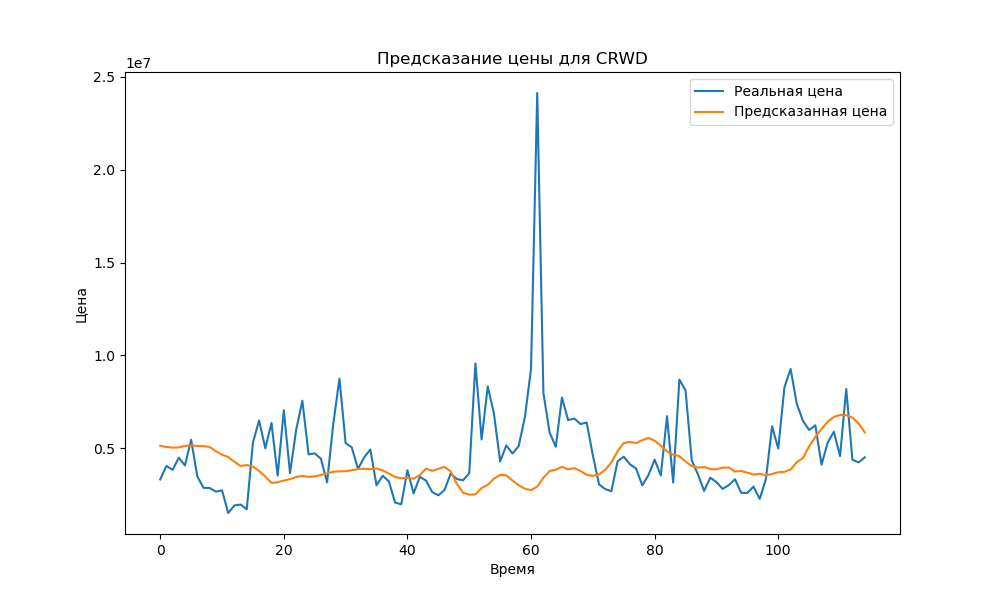 Предсказание цены для CRWD
1e7
Реальная цена
Предсказанная цена
2.5
2.0
1.5
1.0
0.5
Цена
0 20 40 60 80 100
Время